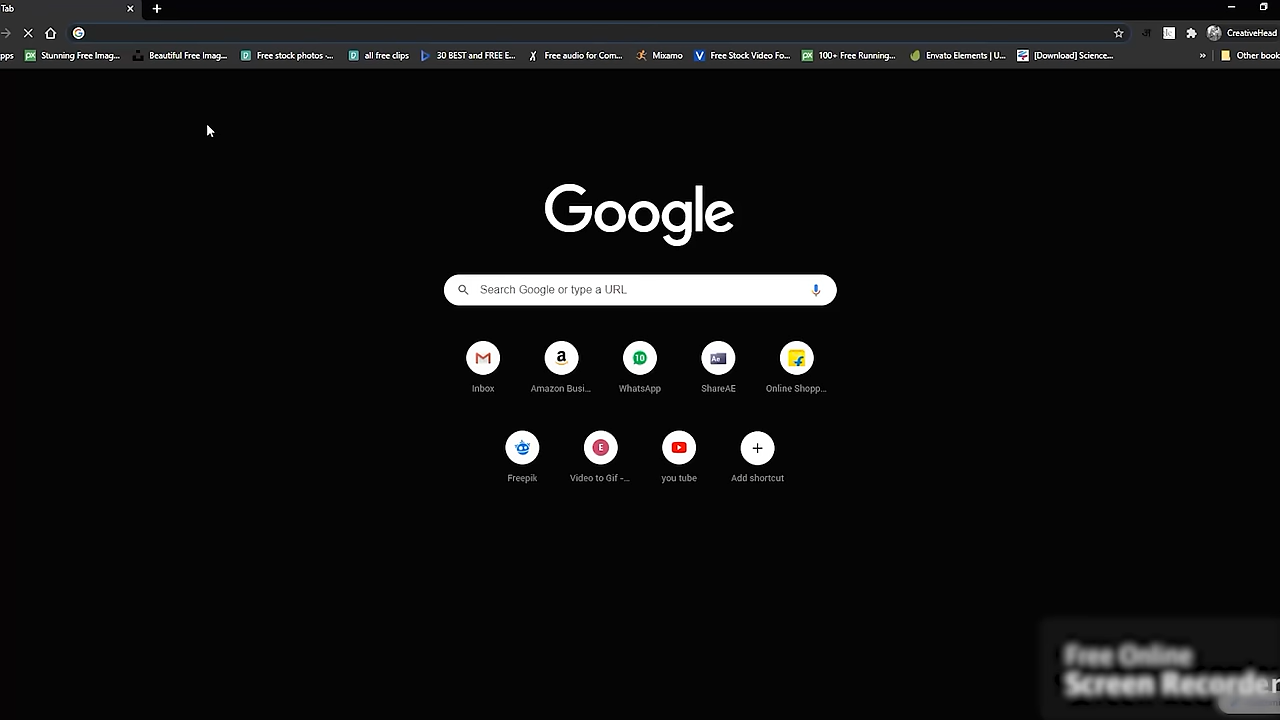 Tab
CreativeHead
pps Stunning Free Imag... Beautiful Free Imag... Free stock photos -... all free clips 30 BEST and FREE E... Free audio for Com... Mixamo Free Stock Video Fo... 100+ Free Running... Envato Elements | U... [Download] Science... » Other book
Google
Search Google or type a URL
Inbox Amazon Busi... WhatsApp ShareAE Online Shopp...
Freepik Video to Gif -... you tube Add shortcut
Free Online
Screen Recorder